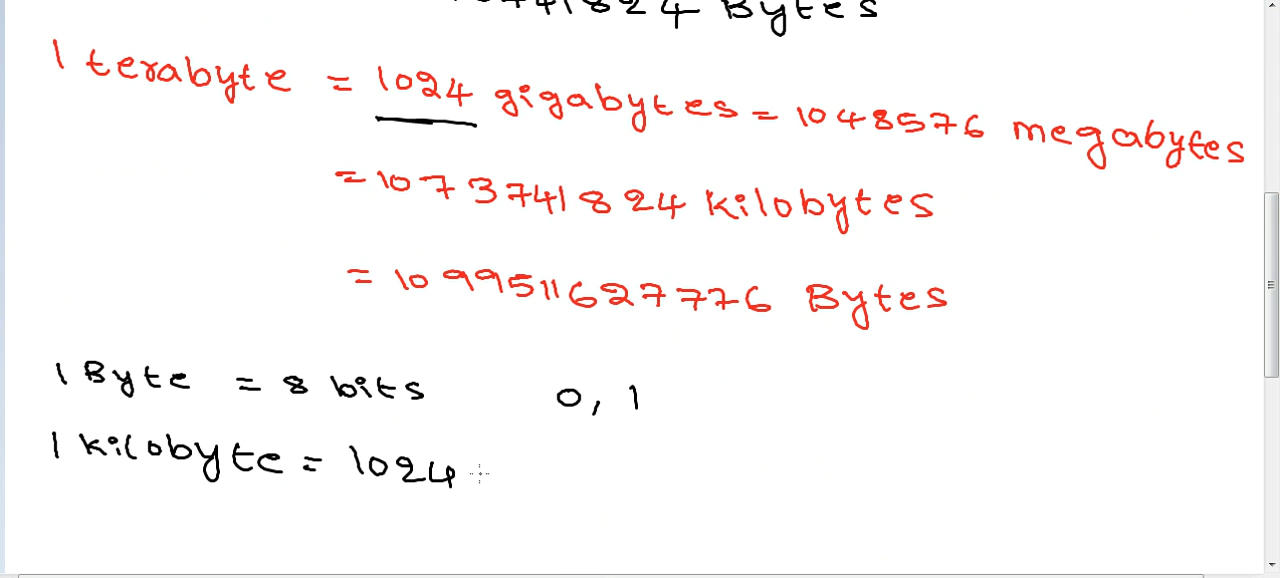 Bytes
1 terabyte = 1024 gigabytes = 1048576 megabytes
= 1073741824 kilobytes
= 1099511627776 Bytes
1 Byte = 8 bits 0, 1
1 kilobyte = 1024